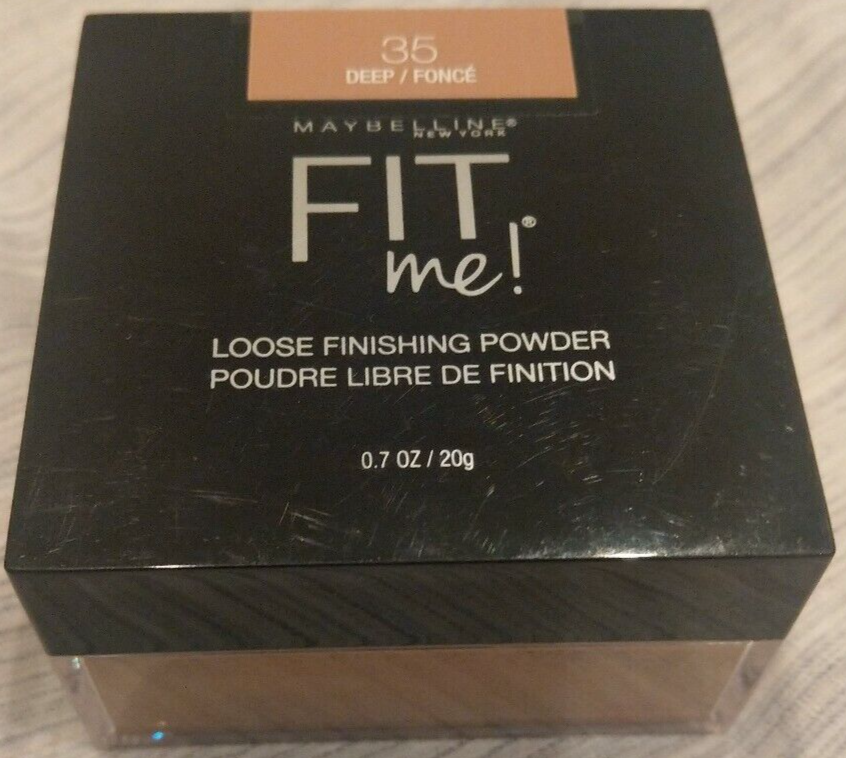 35
DEEP / FONCÉ
MAYBELLINE®
NEW YORK
FIT
me!®
LOOSE FINISHING POWDER
POUDRE LIBRE DE FINITION
0.7 OZ / 20g